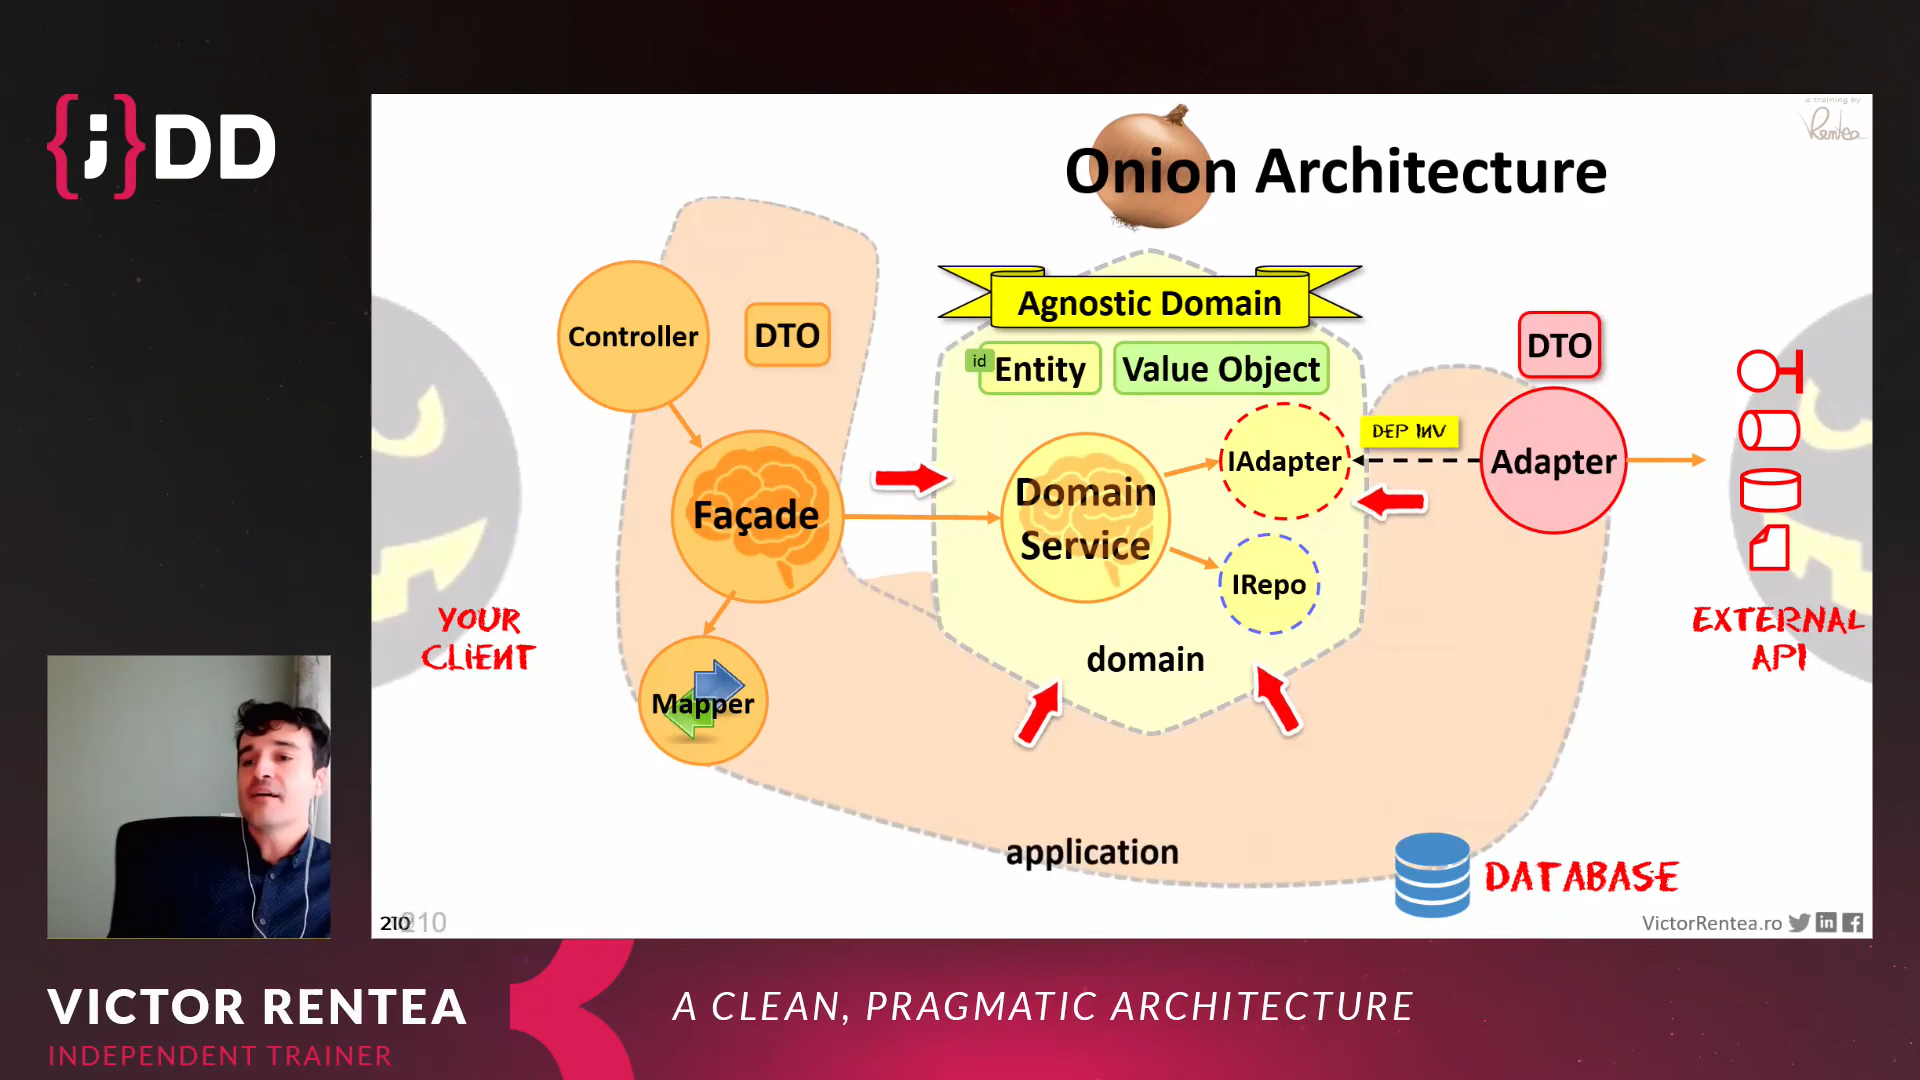 {;}DD
a training by
Rentea
Onion Architecture
Agnostic Domain
Controller
DTO
id
Entity
Value Object
DTO
DEP INV
IAdapter
Adapter
Façade
Domain
Service
IRepo
YOUR
CLIENT
EXTERNAL
API
domain
Mapper
application
DATABASE
210
210
VictorRentea.ro
VICTOR RENTEA
INDEPENDENT TRAINER
A CLEAN, PRAGMATIC ARCHITECTURE